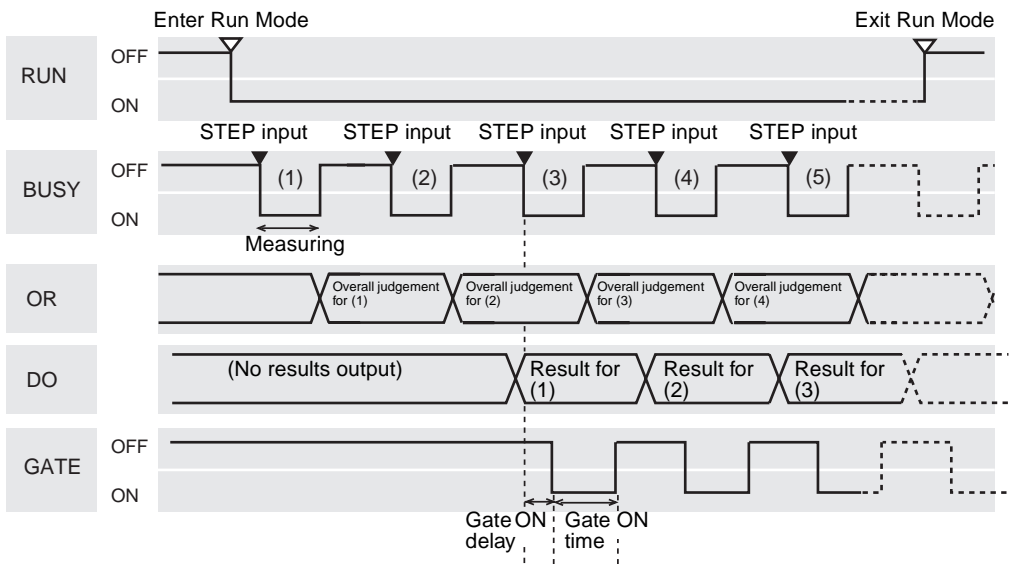 Enter Run Mode
Exit Run Mode
RUN
OFF
ON
STEP input
STEP input
STEP input
STEP input
STEP input
BUSY
OFF
ON
(1)
(2)
(3)
(4)
(5)
Measuring
OR
Overall judgement
for (1)
Overall judgement
for (2)
Overall judgement
for (3)
Overall judgement
for (4)
DO
(No results output)
Result for
(1)
Result for
(2)
Result for
(3)
GATE
OFF
ON
Gate ON
delay
Gate ON
time